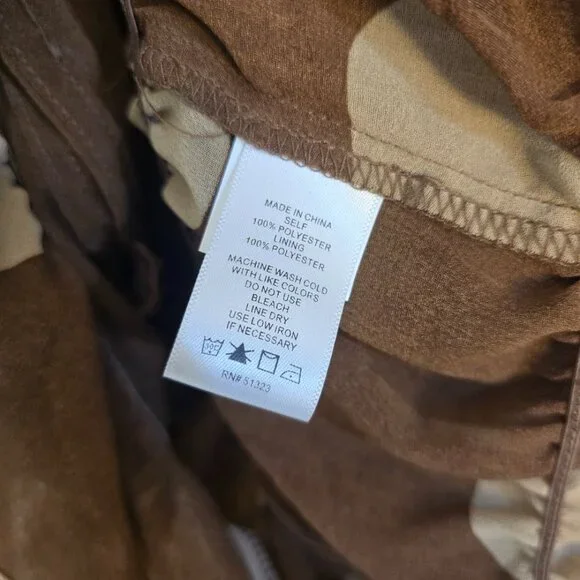 MADE IN CHINA
SELF
100% POLYESTER
LINING
100% POLYESTER
MACHINE WASH COLD
WITH LIKE COLORS
DO NOT USE
BLEACH
LINE DRY
USE LOW IRON
IF NECESSARY
30C
RN# 51323